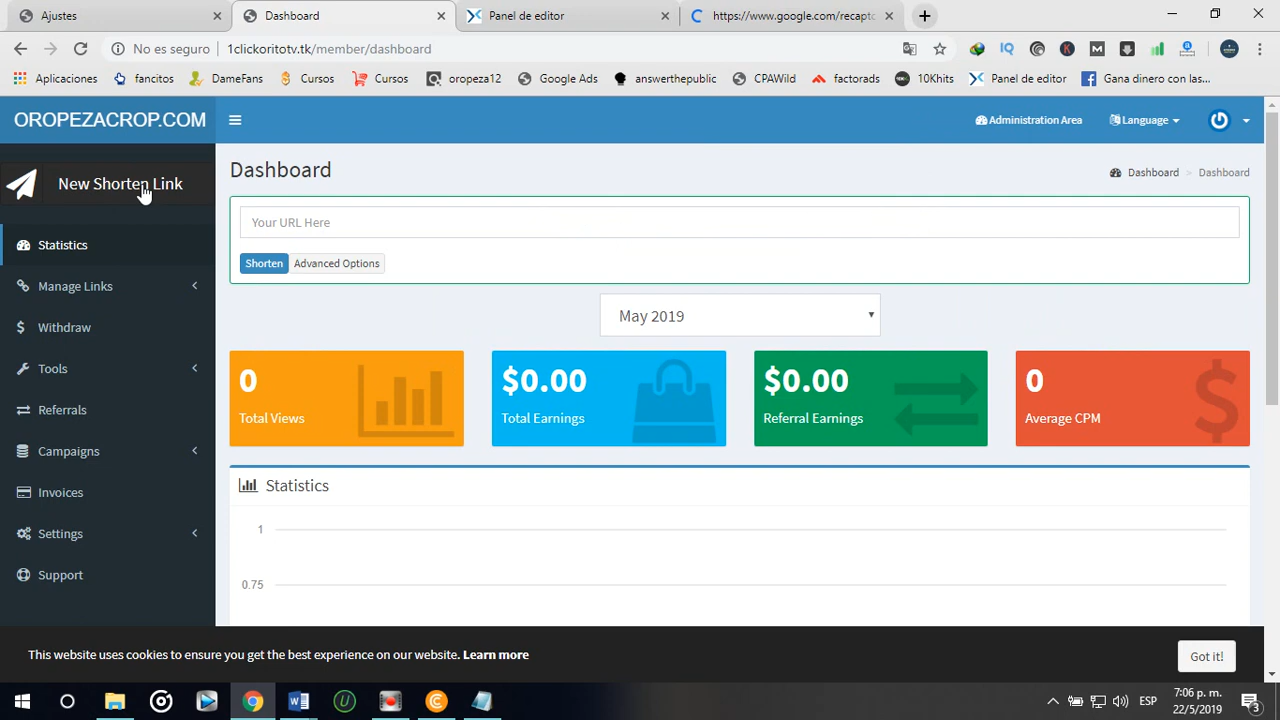 Ajustes
Dashboard
Panel de editor
https://www.google.com/recaptc
No es seguro
1clickoritotv.tk/member/dashboard
Aplicaciones
fancitos
DameFans
Cursos
Cursos
oropeza12
Google Ads
answerthepublic
CPAWild
factorads
10Khits
Panel de editor
Gana dinero con las...
OROPEZACROP.COM
Administration Area
Language
New Shorten Link
Dashboard
Dashboard > Dashboard
Your URL Here
Statistics
Shorten
Advanced Options
Manage Links
May 2019
Withdraw
Tools
0
Total Views
$0.00
Total Earnings
$0.00
Referral Earnings
0
Average CPM
Referrals
Campaigns
Statistics
Invoices
1
Settings
Support
0.75
This website uses cookies to ensure you get the best experience on our website. Learn more
Got it!
ESP
7:06 p. m.
22/5/2019
3